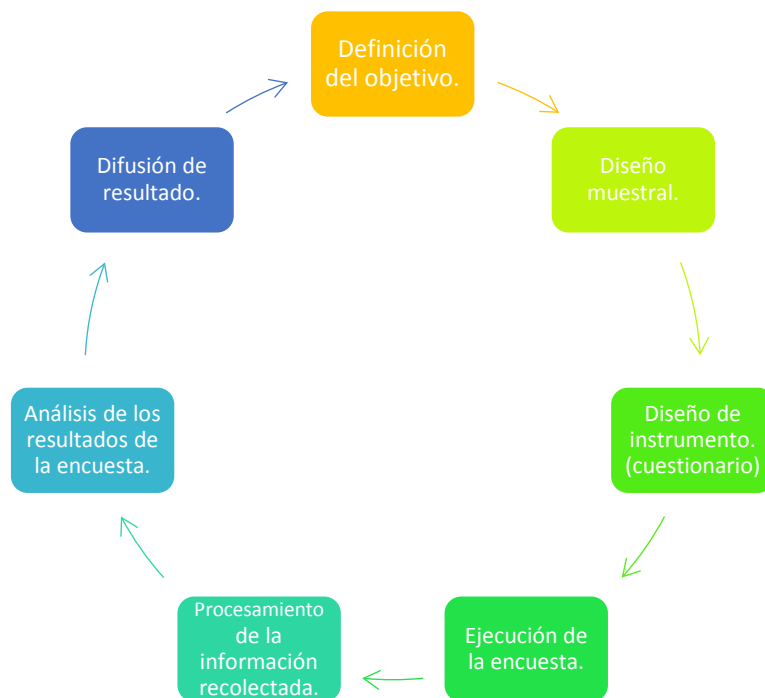 Definición
del objetivo.
Diseño
muestral.
Diseño de
instrumento.
(cuestionario)
Ejecución de
la encuesta.
Procesamiento
de la
información
recolectada.
Análisis de los
resultados de
la encuesta.
Difusión de
resultado.